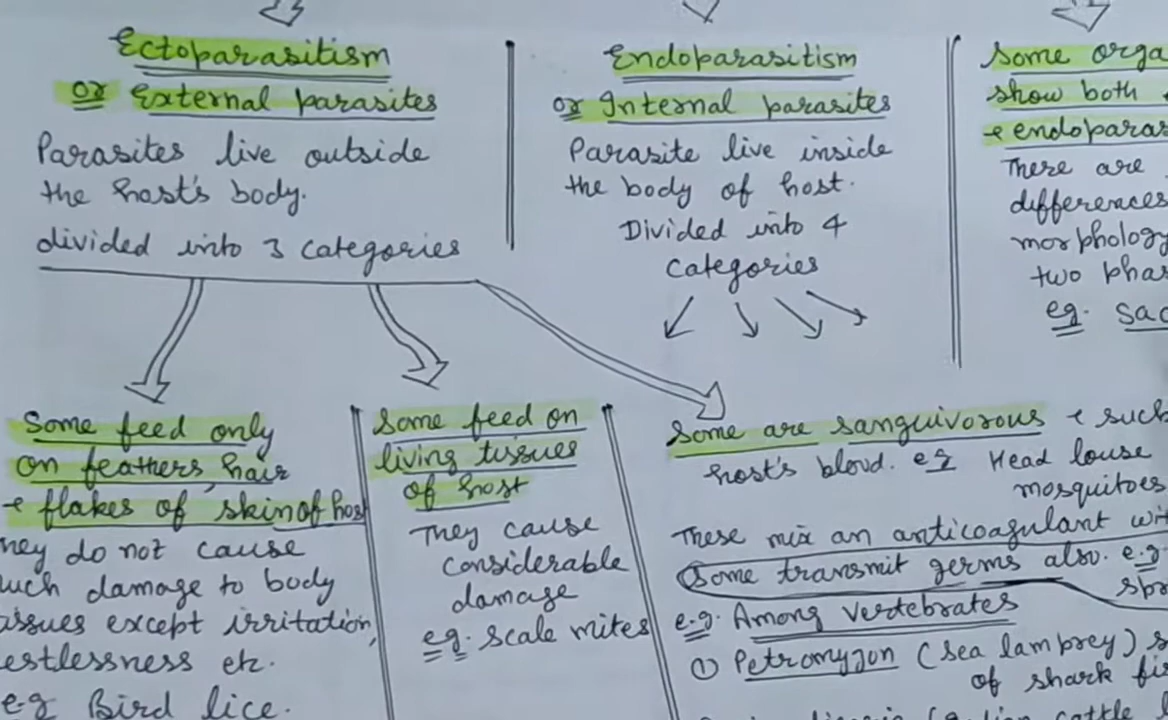 Ectoparasitism
or External parasites
Parasites live outside
the host's body.
divided into 3 categories
Endoparasitism
or Internal parasites
Parasite live inside
the body of host.
Divided into 4
categories
Some orga
show both
& endoparas
There are
differences
morphology
two phas
eg. Sac
Some feed only
on feathers, hair
& flakes of skin of host
hey do not cause
uch damage to body
issues except irritation,
estlessness etc.
e.g Bird lice.
Some feed on
living tissues
of host
They cause
considerable
damage
eg. scale mites
Some are sanguivorous & such
host's blood. eg Head louse
mosquitoes
These mix an anticoagulant wit
Some transmit germs also. e.g
spr
e.g. Among vertebrates
① Petromyzon (sea lamprey) s
of shark fis
cattle